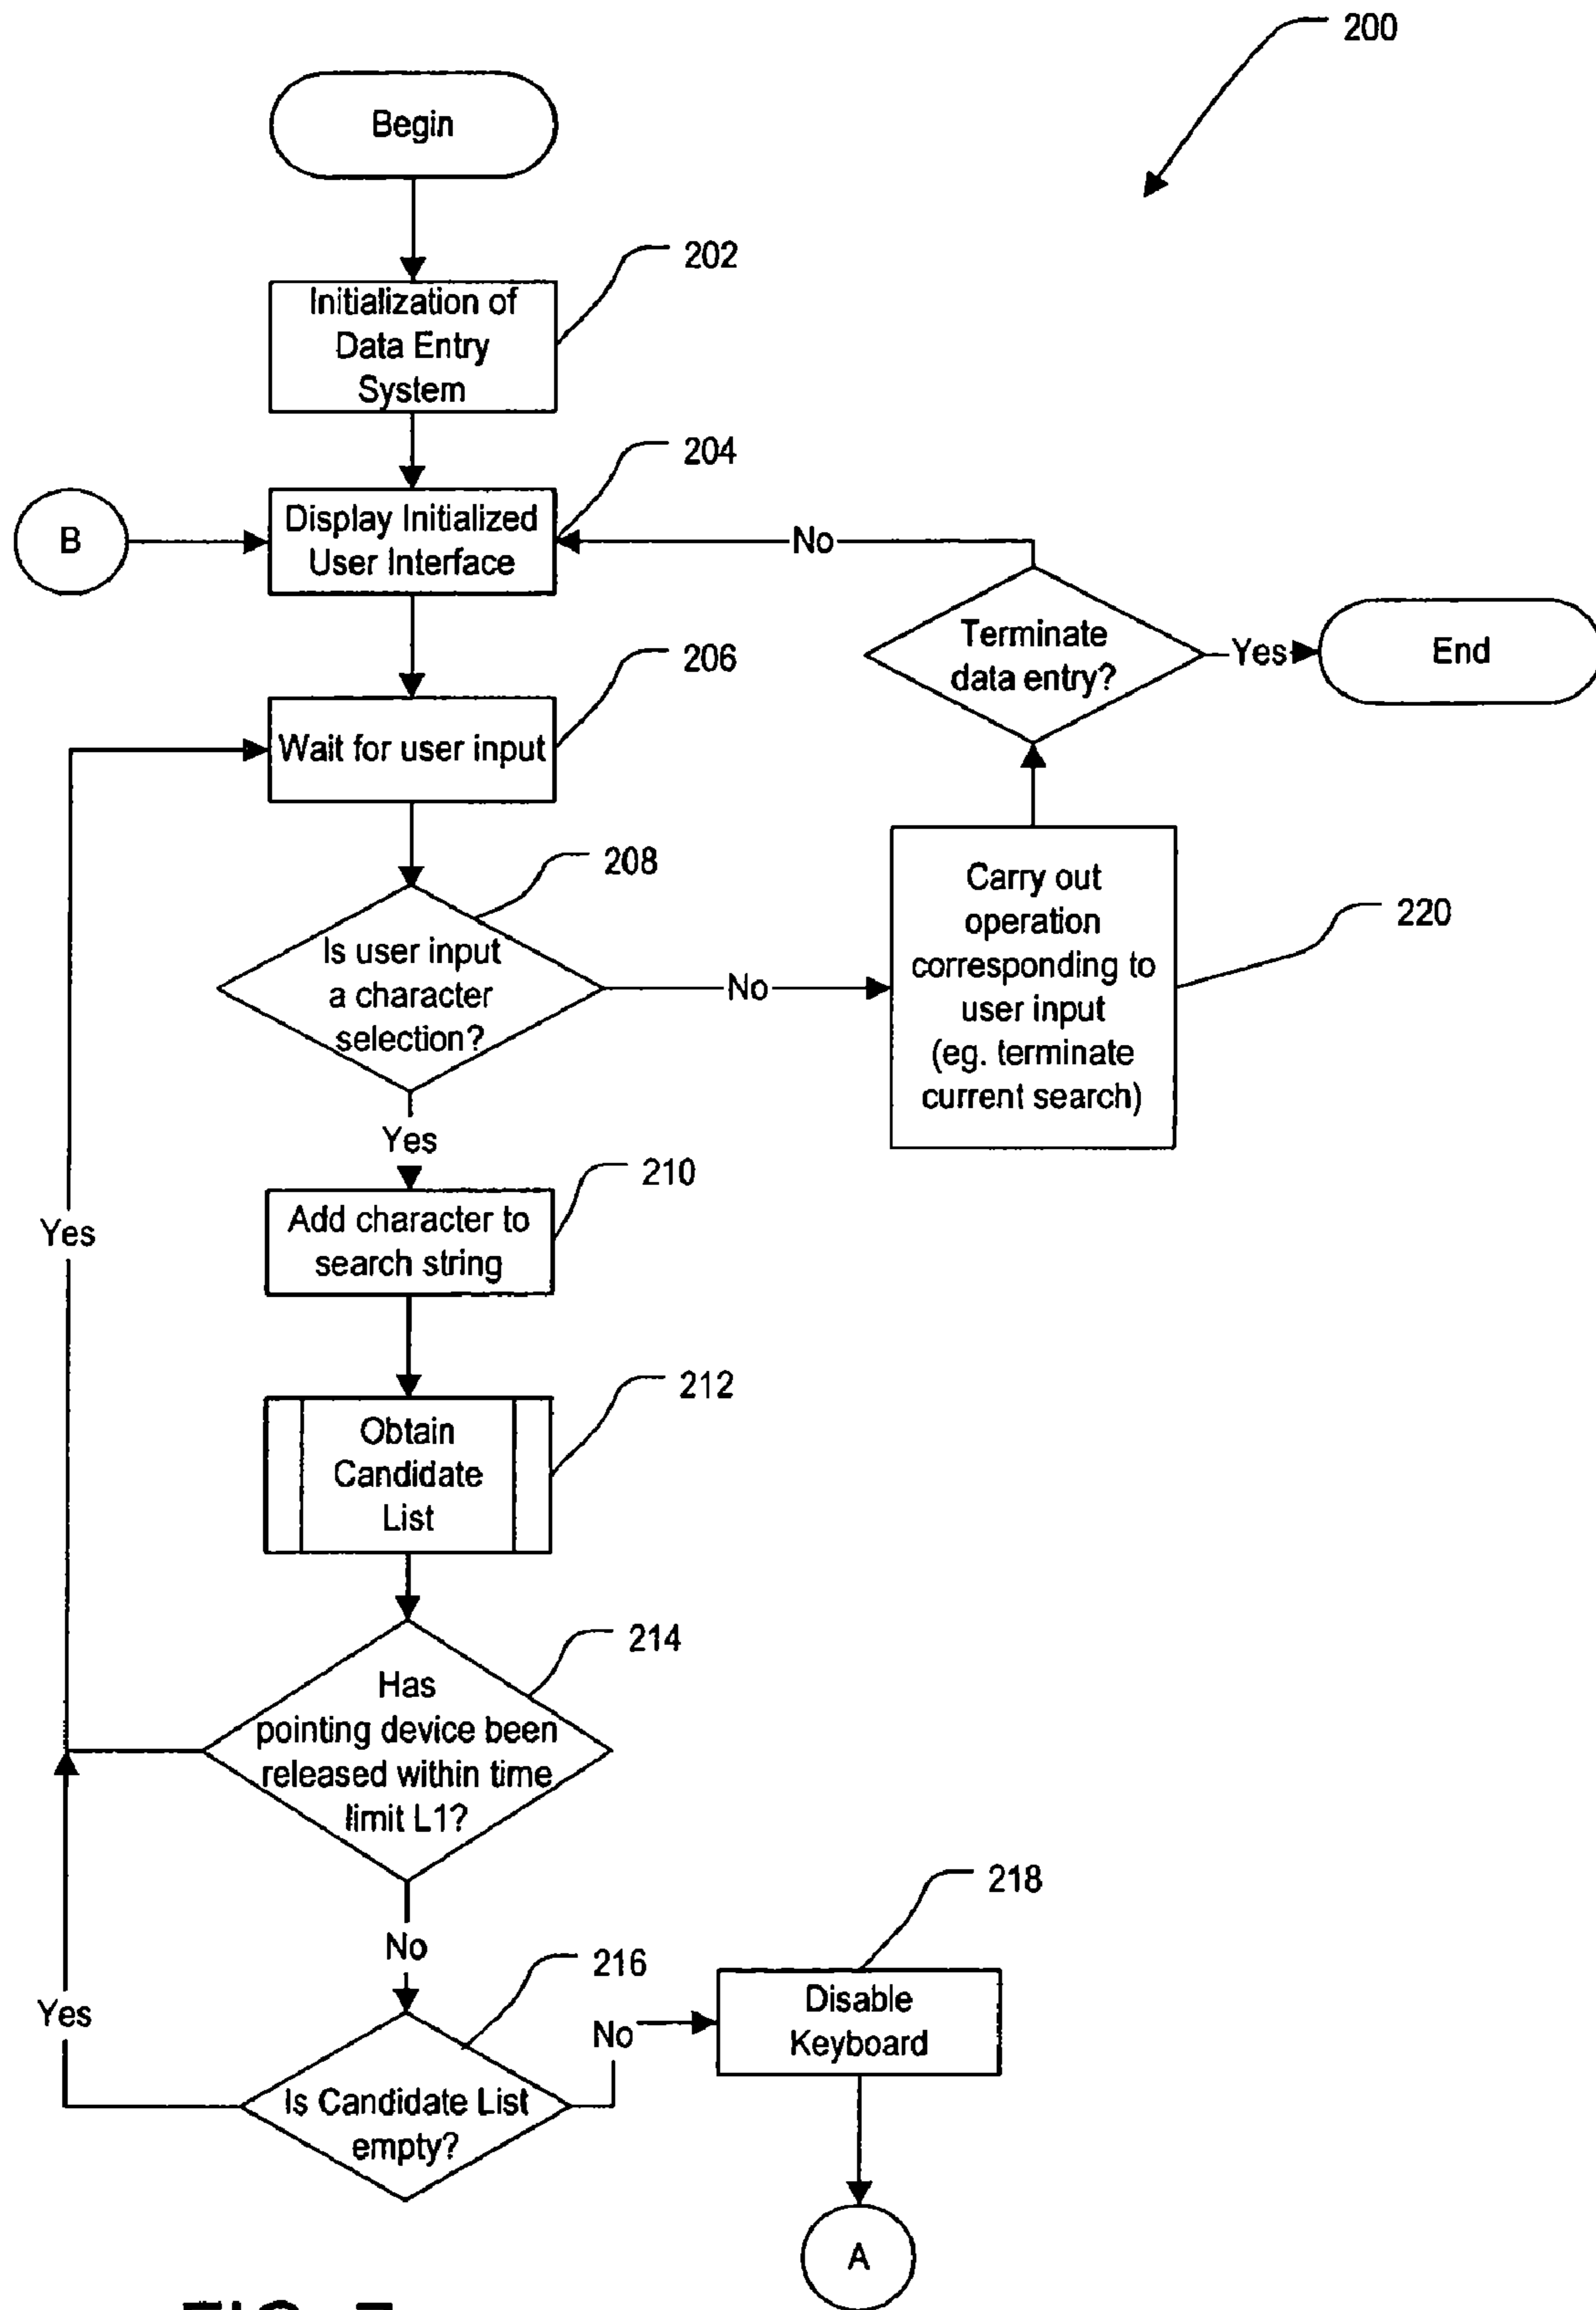 200
Begin
202
Initialization of
Data Entry
System
204
B
Display Initialized
User Interface
No
Terminate
data entry?
Yes
End
206
Wait for user input
208
Is user input
a character
selection?
No
Carry out
operation
corresponding to
user input
(eg. terminate
current search)
220
Yes
210
Add character to
search string
Yes
212
Obtain
Candidate
List
214
Has
pointing device been
released within time
limit L1?
No
216
218
Disable
Keyboard
Yes
No
Is Candidate List
empty?
A